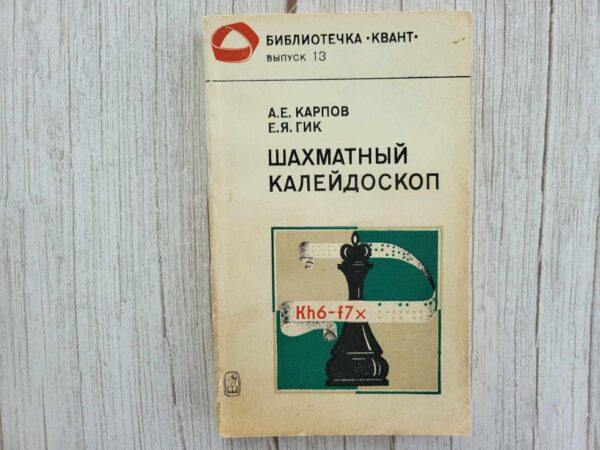 БИБЛИОТЕЧКА •КВАНТ•
ВЫПУСК 13
А.Е. КАРПОВ
Е.Я. ГИК
ШАХМАТНЫЙ
КАЛЕЙДОСКОП
Kh6-f7×